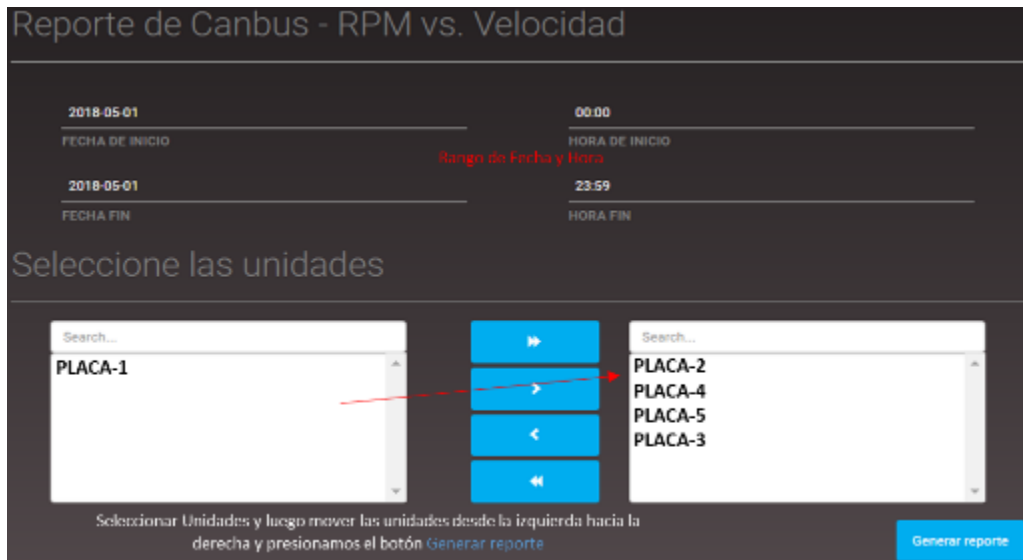 Reporte de Canbus - RPM vs. Velocidad
2018-05-01
00:00
FECHA DE INICIO
HORA DE INICIO
Rango de Fecha y Hora
2018-05-01
23:59
FECHA FIN
HORA FIN
Seleccione las unidades
Search...
Search...
PLACA-1
PLACA-2
PLACA-4
PLACA-5
PLACA-3
Seleccionar Unidades y luego mover las unidades desde la izquierda hacia la
derecha y presionamos el botón Generar reporte
Generar reporte